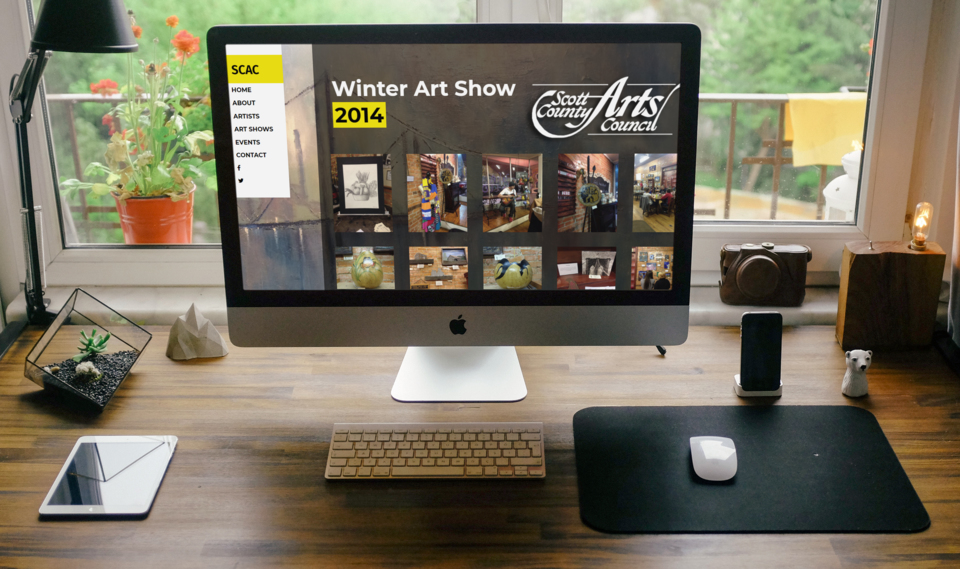 SCAC
HOME
ABOUT
ARTISTS
ART SHOWS
EVENTS
CONTACT
Winter Art Show
2014
Scott
County Arts
Council